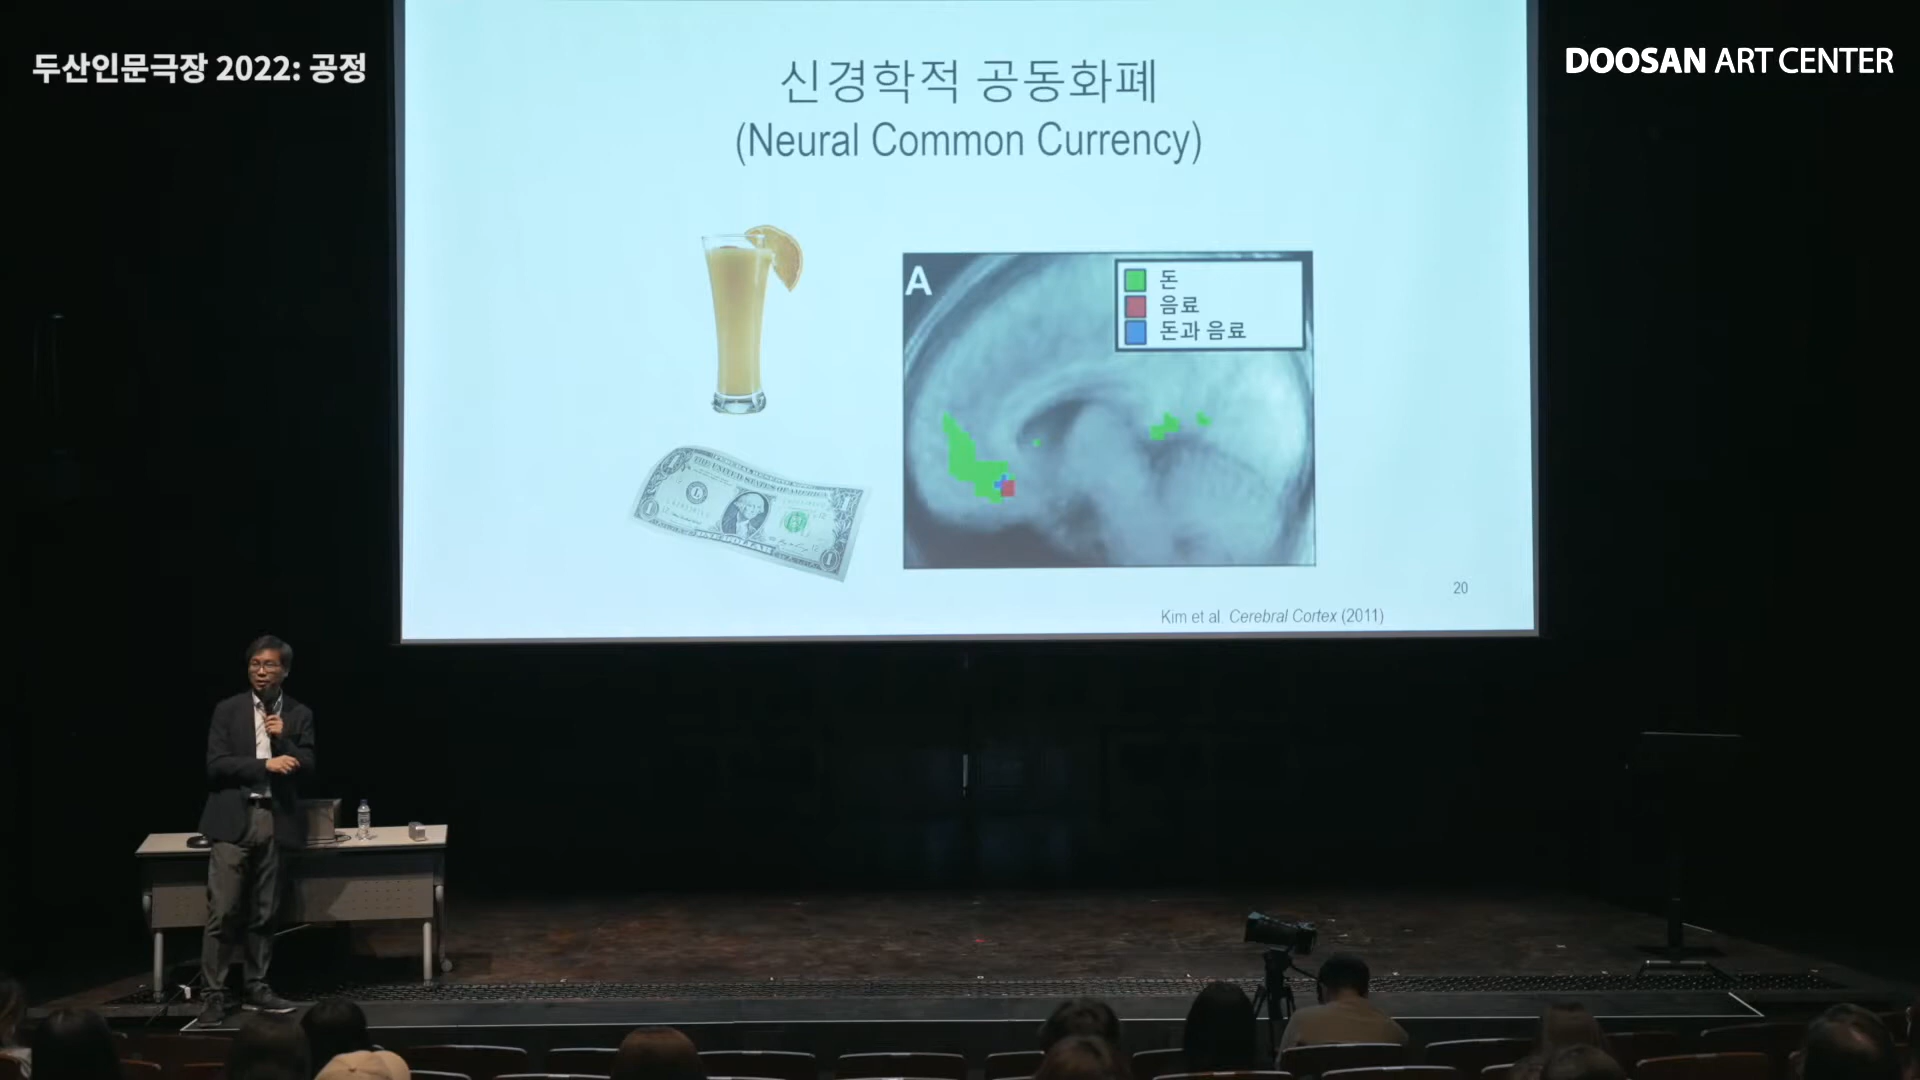 두산인문극장 2022: 공정
DOOSAN ART CENTER
신경학적 공동화폐
(Neural Common Currency)
A
돈
음료
돈과 음료
20
Kim et al. Cerebral Cortex (2011)